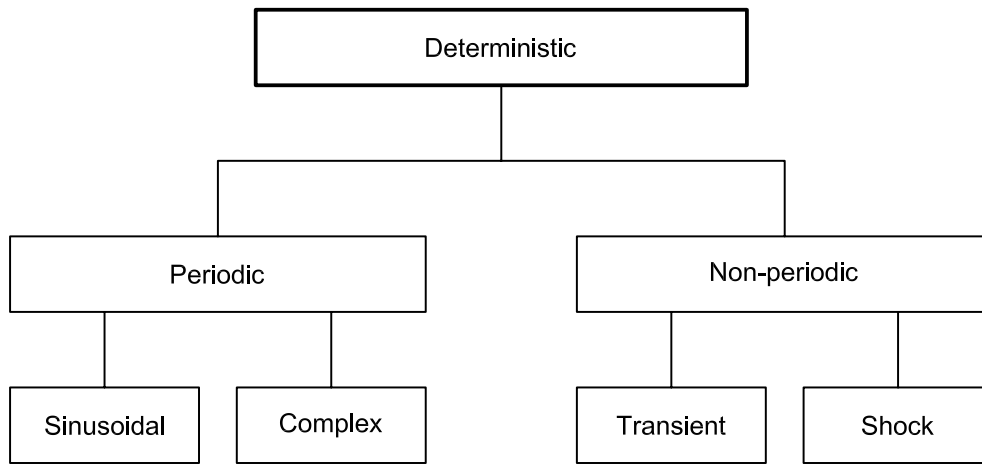 Deterministic
Periodic
Non-periodic
Sinusoidal
Complex
Transient
Shock